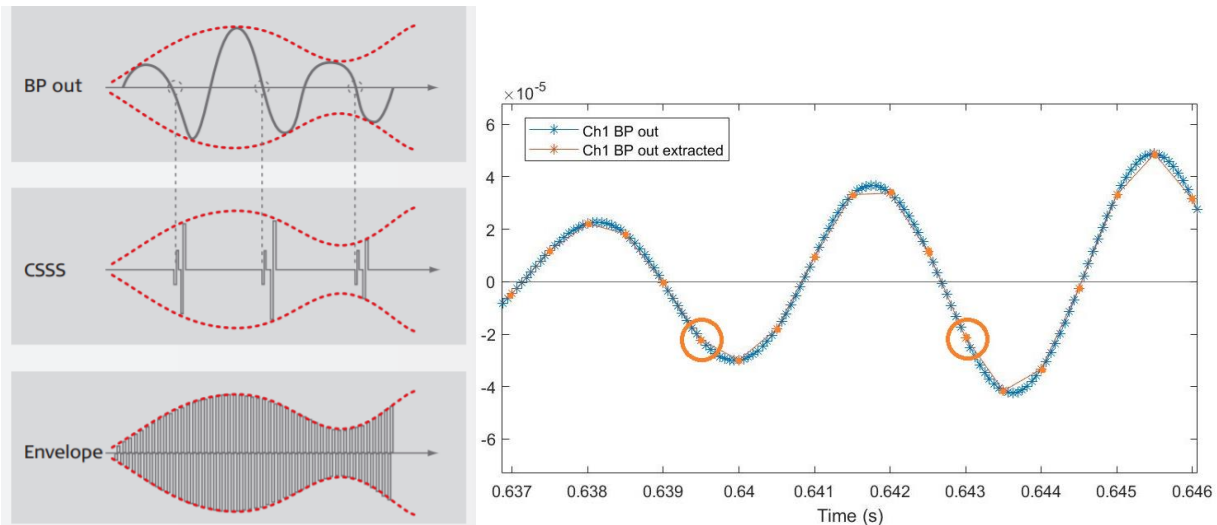 BP out
CSSS
Envelope
×10⁻⁵
Ch1 BP out
Ch1 BP out extracted
6
4
2
0
-2
-4
-6
0.637 0.638 0.639 0.64 0.641 0.642 0.643 0.644 0.645 0.646
Time (s)